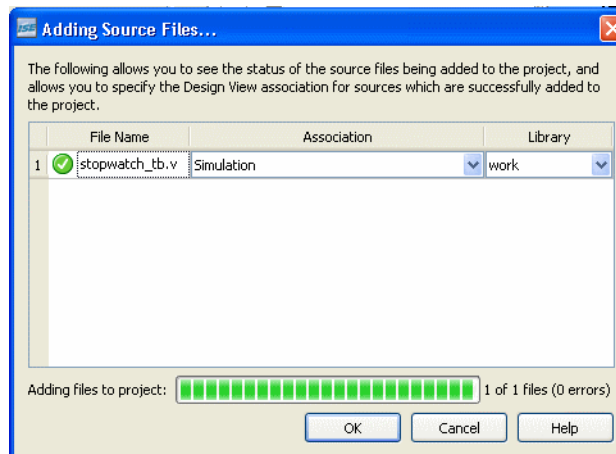 ISE Adding Source Files...
The following allows you to see the status of the source files being added to the project, and
allows you to specify the Design View association for sources which are successfully added to
the project.
File Name Association Library
1 stopwatch_tb.v Simulation work
Adding files to project: 1 of 1 files (0 errors)
OK Cancel Help